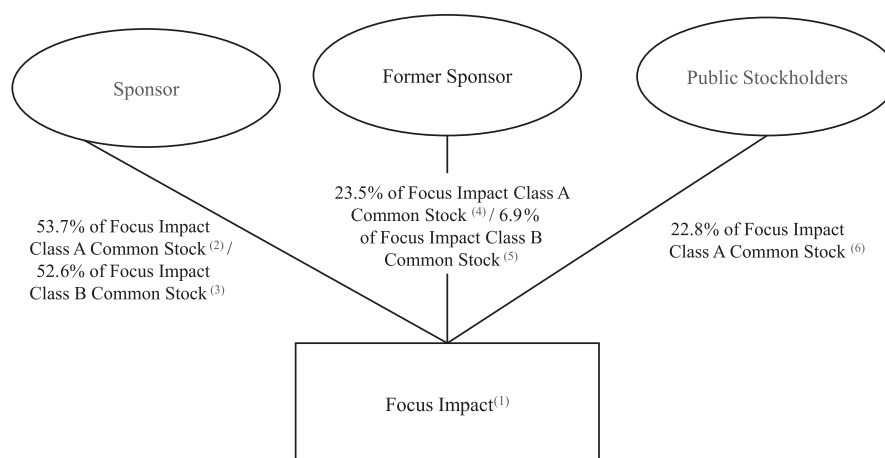 Sponsor
Former Sponsor
Public Stockholders
53.7% of Focus Impact
Class A Common Stock (2) /
52.6% of Focus Impact
Class B Common Stock (3)
23.5% of Focus Impact Class A
Common Stock (4) / 6.9%
of Focus Impact Class B
Common Stock (5)
22.8% of Focus Impact
Class A Common Stock (6)
Focus Impact(1)